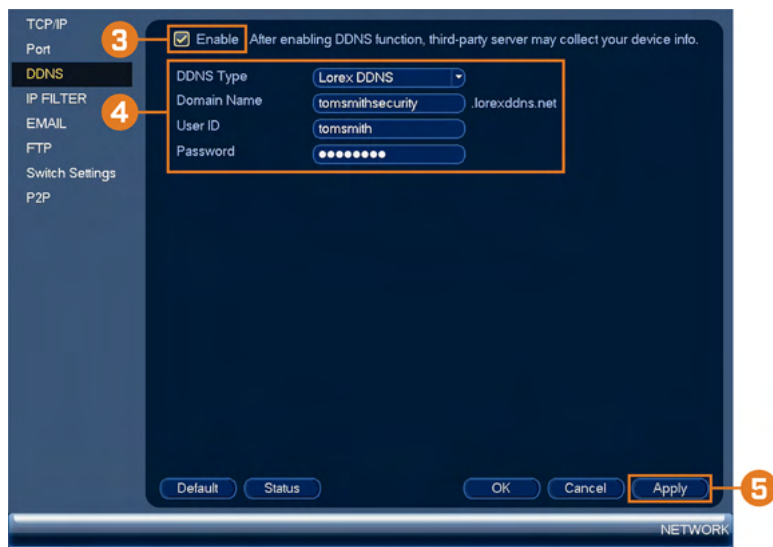 TCP/IP
Port
DDNS
IP FILTER
EMAIL
FTP
Switch Settings
P2P
3
Enable After enabling DDNS function, third-party server may collect your device info.
4
DDNS Type Lorex DDNS
Domain Name tomsmithsecurity .lorexddns.net
User ID tomsmith
Password ●●●●●●●●
Default Status OK Cancel Apply
5
NETWORK